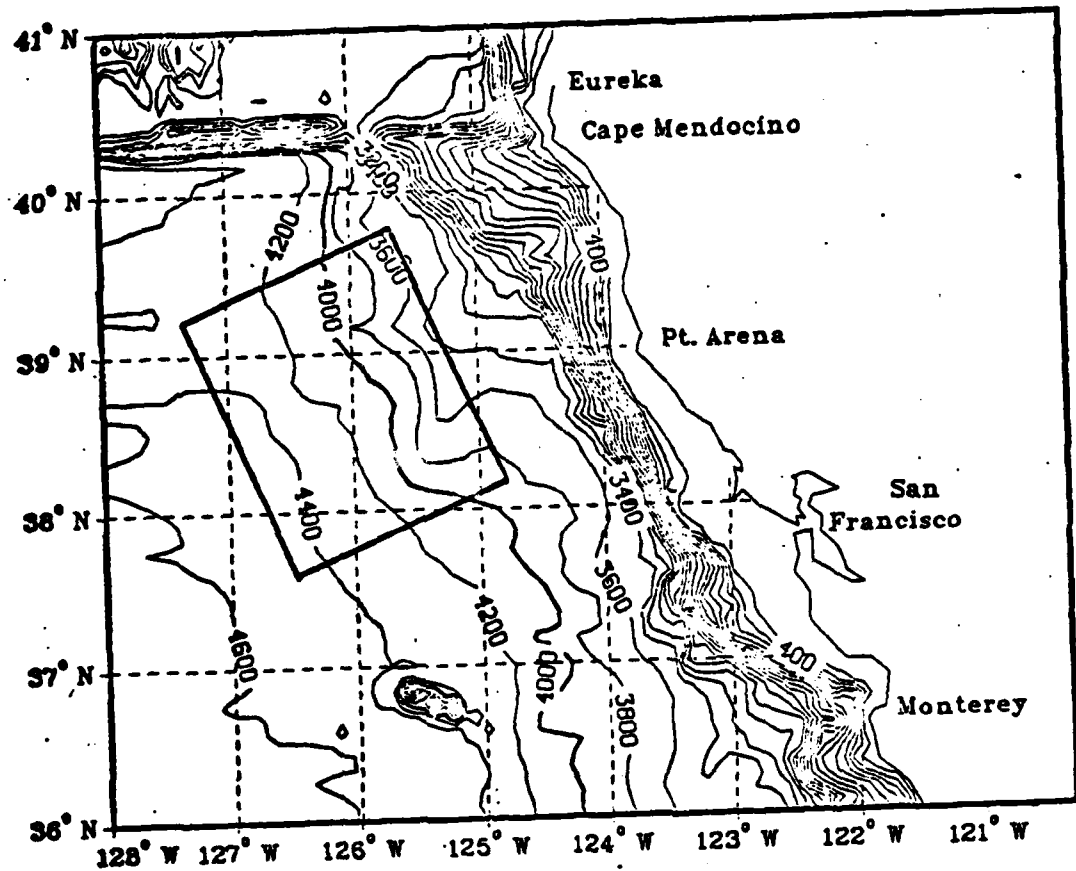 41° N
Eureka
Cape Mendocino
40° N
4200
3600
400
4000
Pt. Arena
39° N
4400
3400
San
Francisco
38° N
3600
4200
4600
4000
400
37° N
3800
Monterey
36° N
128° W 127° W 126° W 125° W 124° W 123° W 122° W 121° W